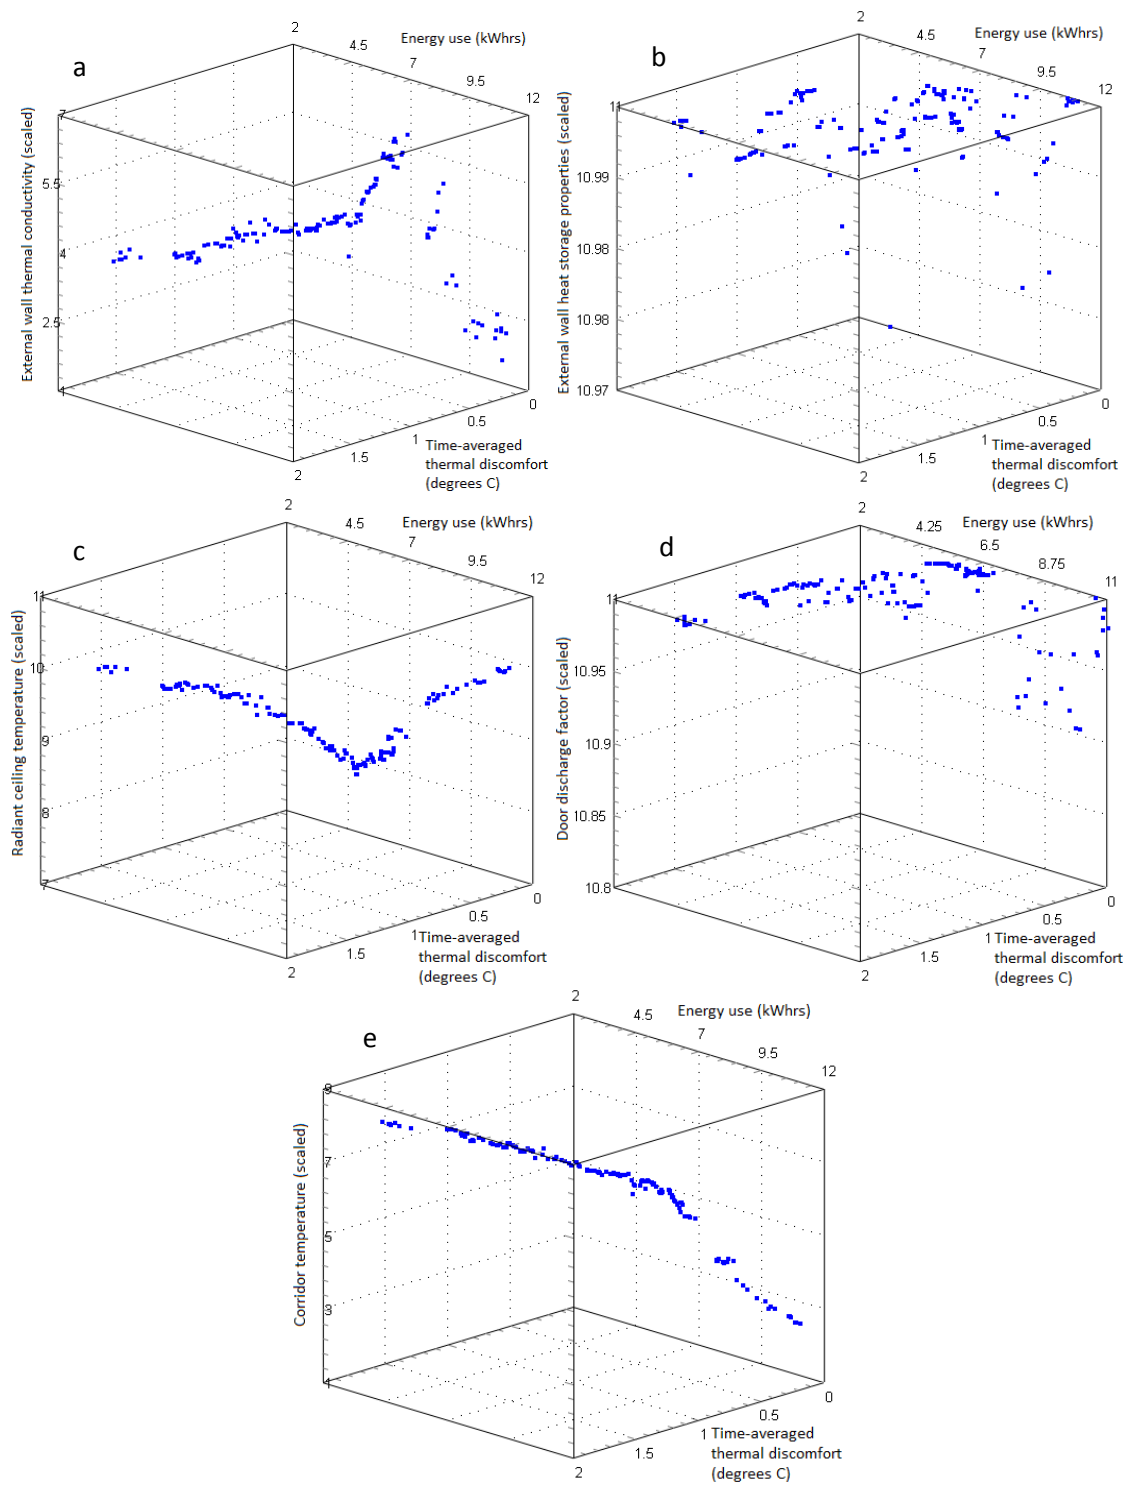 a
2
4.5
Energy use (kWhrs)
7
9.5
12
7
5.5
4
2.5
1
External wall thermal conductivity (scaled)
0
0.5
1
1.5
2
Time-averaged
thermal discomfort
(degrees C)
b
2
4.5
Energy use (kWhrs)
7
9.5
12
11
10.99
10.98
10.98
10.97
External wall heat storage properties (scaled)
0
0.5
1
1.5
2
Time-averaged
thermal discomfort
(degrees C)
c
2
4.5
Energy use (kWhrs)
7
9.5
12
11
10
9
8
7
Radiant ceiling temperature (scaled)
0
0.5
1
1.5
2
Time-averaged
thermal discomfort
(degrees C)
d
2
4.25
Energy use (kWhrs)
6.5
8.75
11
11
10.95
10.9
10.85
10.8
Door discharge factor (scaled)
0
0.5
1
1.5
2
Time-averaged
thermal discomfort
(degrees C)
e
2
4.5
Energy use (kWhrs)
7
9.5
12
9
7
5
3
1
Corridor temperature (scaled)
0
0.5
1
1.5
2
Time-averaged
thermal discomfort
(degrees C)